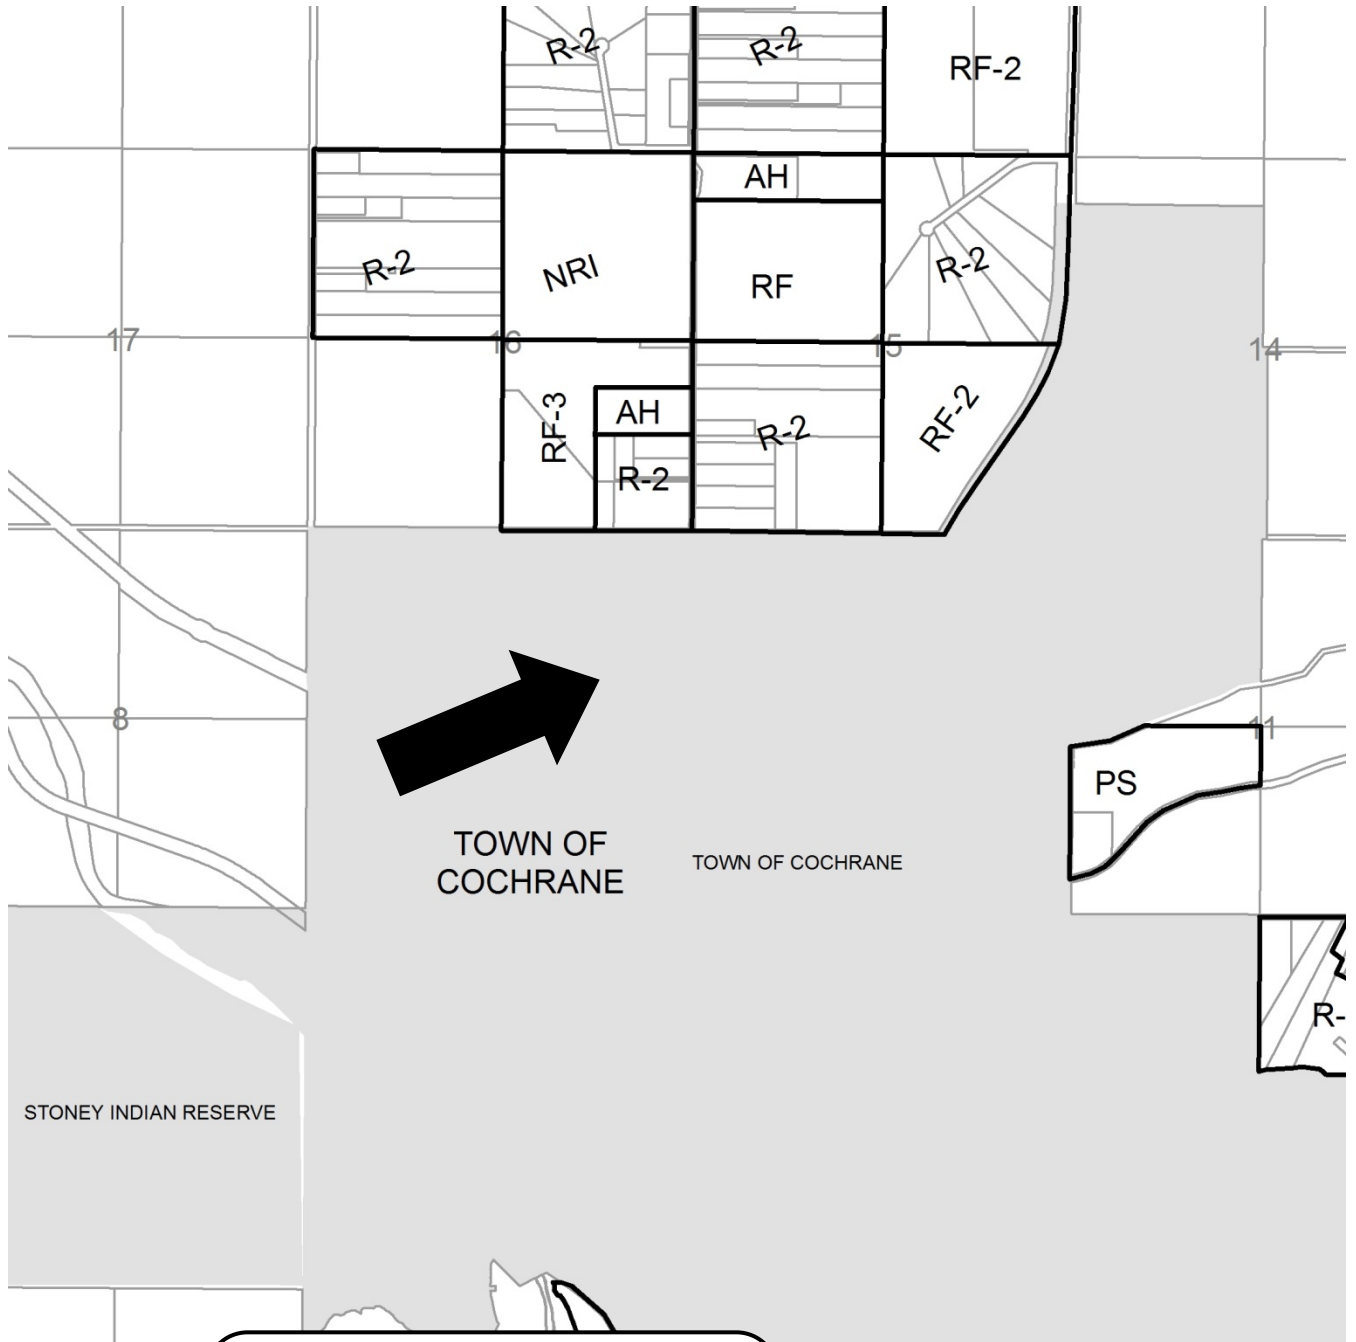 R-2
R-2
RF-2
AH
R-2
NRI
RF
R-2
17
16
15
14
RF-3
AH
R-2
RF-2
R-2
8
11
PS
TOWN OF
COCHRANE
TOWN OF COCHRANE
R-
STONEY INDIAN RESERVE